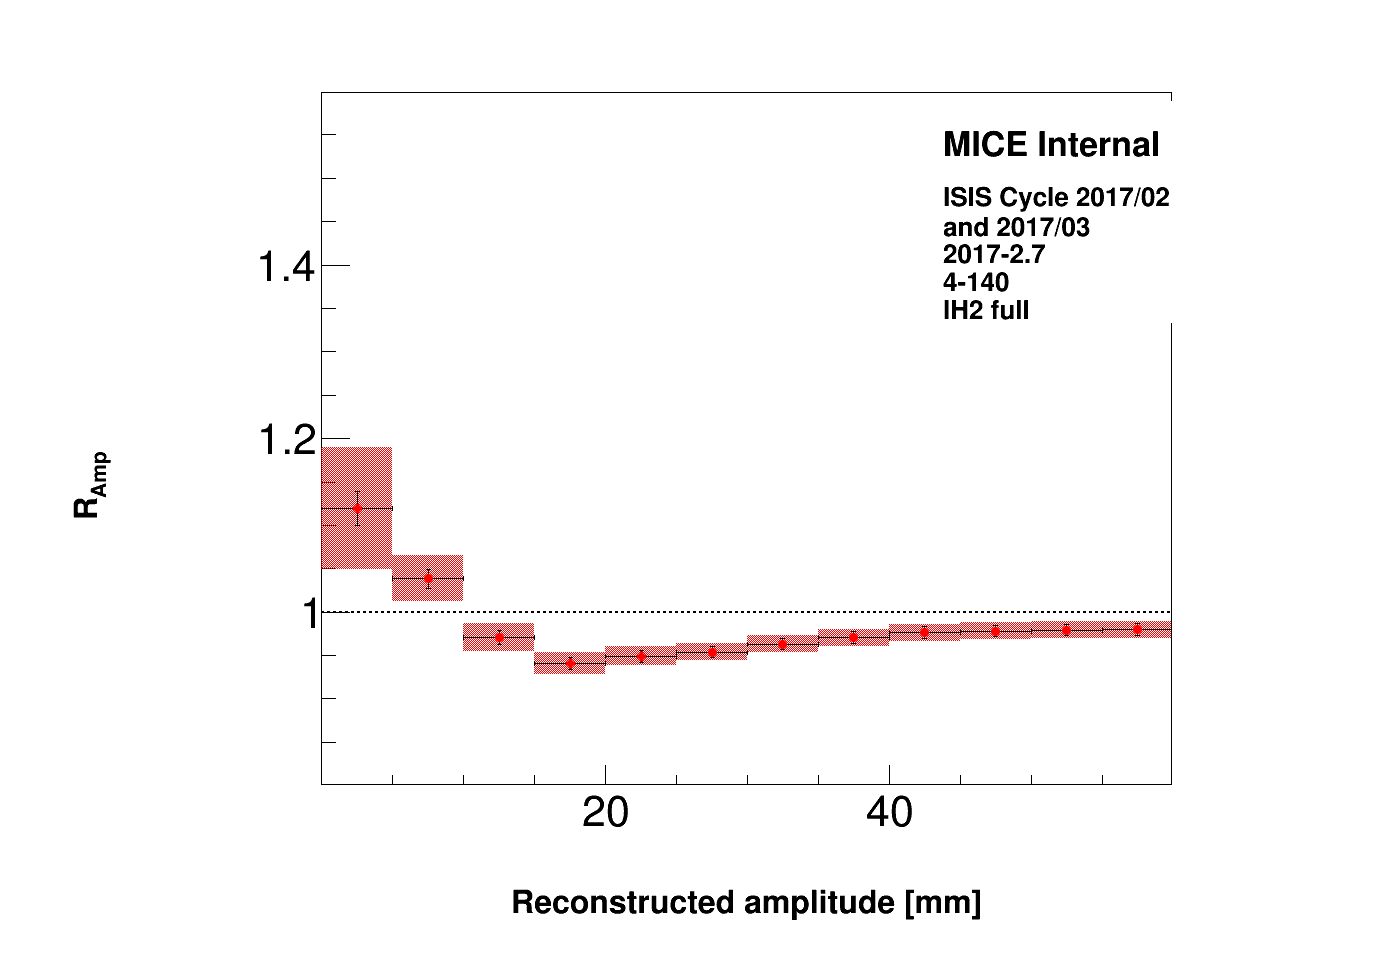 MICE Internal
ISIS Cycle 2017/02
and 2017/03
2017-2.7
4-140
IH2 full
1.4
1.2
1
R_Amp
20
40
Reconstructed amplitude [mm]